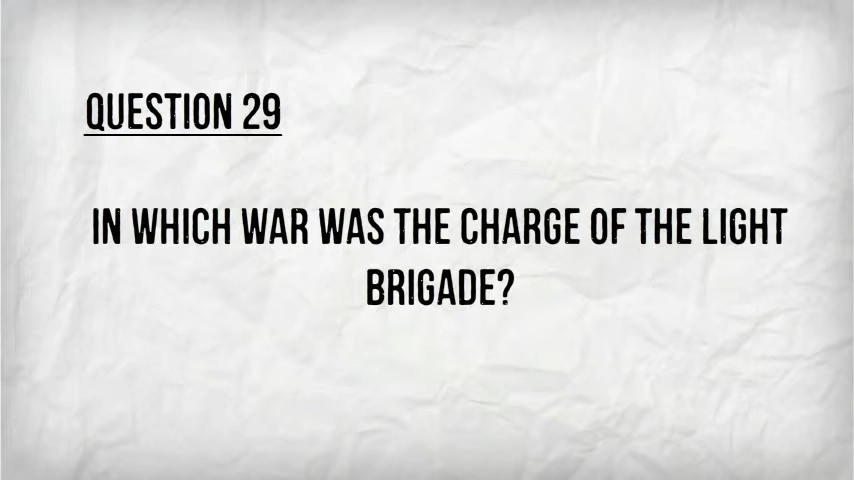 QUESTION 29
IN WHICH WAR WAS THE CHARGE OF THE LIGHT
BRIGADE?